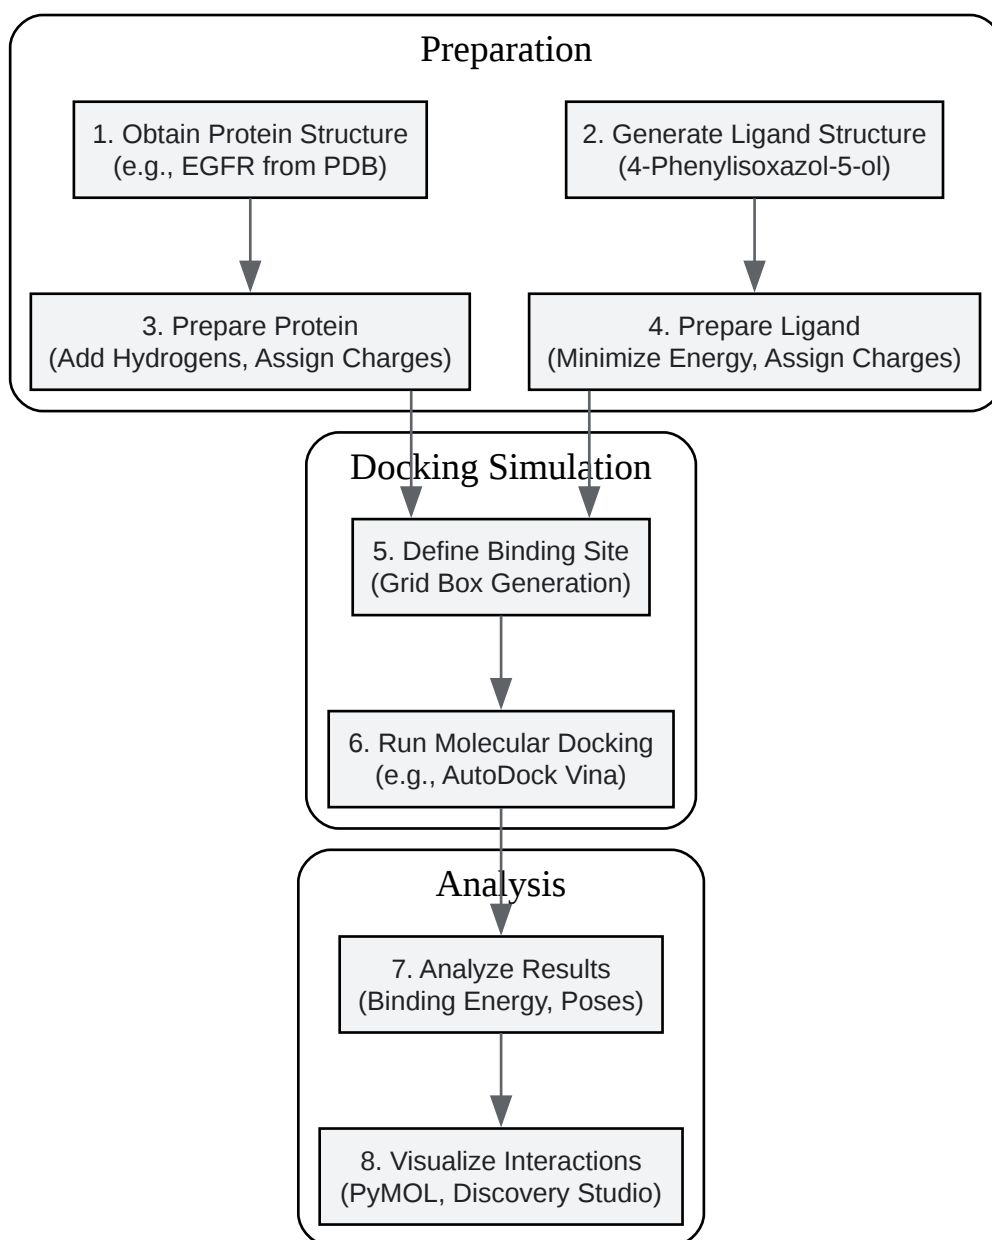 Preparation
1. Obtain Protein Structure
(e.g., EGFR from PDB)
2. Generate Ligand Structure
(4-Phenylisoxazol-5-ol)
3. Prepare Protein
(Add Hydrogens, Assign Charges)
4. Prepare Ligand
(Minimize Energy, Assign Charges)
Docking Simulation
5. Define Binding Site
(Grid Box Generation)
6. Run Molecular Docking
(e.g., AutoDock Vina)
Analysis
7. Analyze Results
(Binding Energy, Poses)
8. Visualize Interactions
(PyMOL, Discovery Studio)